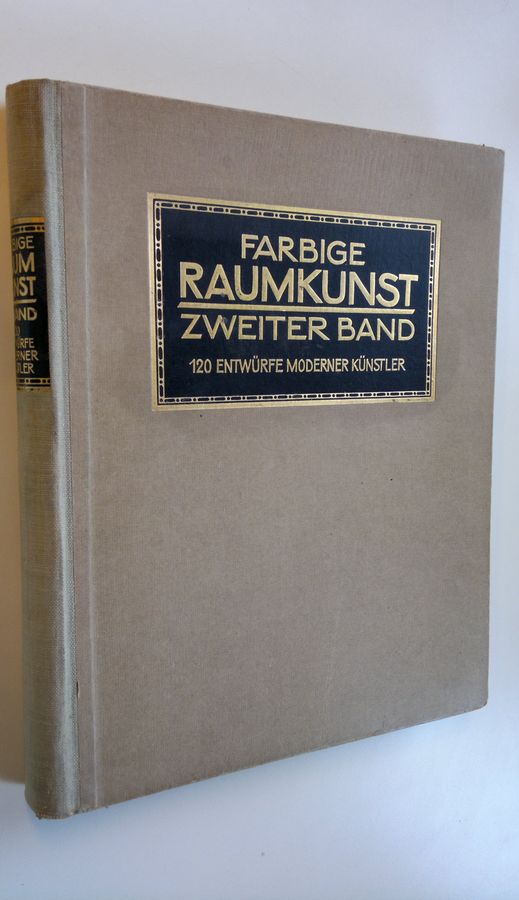 FARBIGE
RAUMKUNST
ZWEITER BAND
120 ENTWÜRFE MODERNER KÜNSTLER